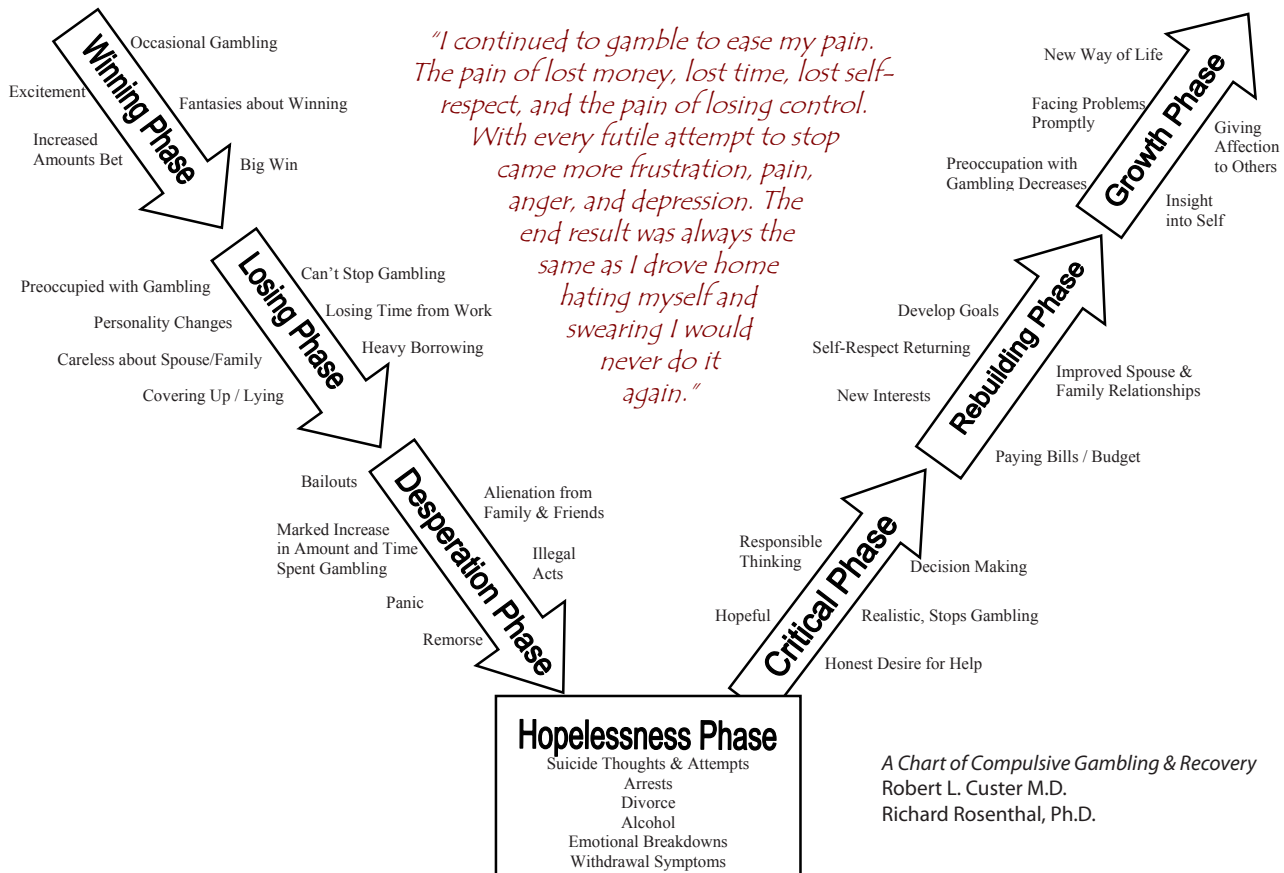 Winning Phase
Occasional Gambling
Excitement
Fantasies about Winning
Increased
Amounts Bet
Big Win
"I continued to gamble to ease my pain.
The pain of lost money, lost time, lost self-
respect, and the pain of losing control.
With every futile attempt to stop
came more frustration, pain,
anger, and depression. The
end result was always the
same as I drove home
hating myself and
swearing I would
never do it
again."
Losing Phase
Can't Stop Gambling
Preoccupied with Gambling
Losing Time from Work
Personality Changes
Heavy Borrowing
Careless about Spouse/Family
Covering Up / Lying
Desperation Phase
Bailouts
Alienation from
Family & Friends
Marked Increase
in Amount and Time
Spent Gambling
Illegal
Acts
Panic
Remorse
Hopelessness Phase
Suicide Thoughts & Attempts
Arrests
Divorce
Alcohol
Emotional Breakdowns
Withdrawal Symptoms
Critical Phase
Honest Desire for Help
Hopeful
Realistic, Stops Gambling
Responsible
Thinking
Decision Making
Rebuilding Phase
Paying Bills / Budget
New Interests
Improved Spouse &
Family Relationships
Self-Respect Returning
Develop Goals
Growth Phase
Insight
into Self
Preoccupation with
Gambling Decreases
Giving
Affection
to Others
Facing Problems
Promptly
New Way of Life
A Chart of Compulsive Gambling & Recovery
Robert L. Custer M.D.
Richard Rosenthal, Ph.D.